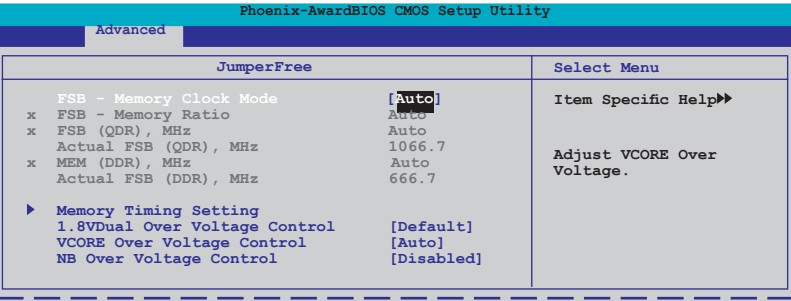 Phoenix-AwardBIOS CMOS Setup Utility
Advanced
JumperFree
Select Menu
FSB - Memory Clock Mode [Auto]
x FSB - Memory Ratio Auto
x FSB (QDR), MHz Auto
Actual FSB (QDR), MHz 1066.7
x MEM (DDR), MHz Auto
Actual FSB (DDR), MHz 666.7
Memory Timing Setting
1.8VDual Over Voltage Control [Default]
VCORE Over Voltage Control [Auto]
NB Over Voltage Control [Disabled]
Item Specific Help
Adjust VCORE Over
Voltage.